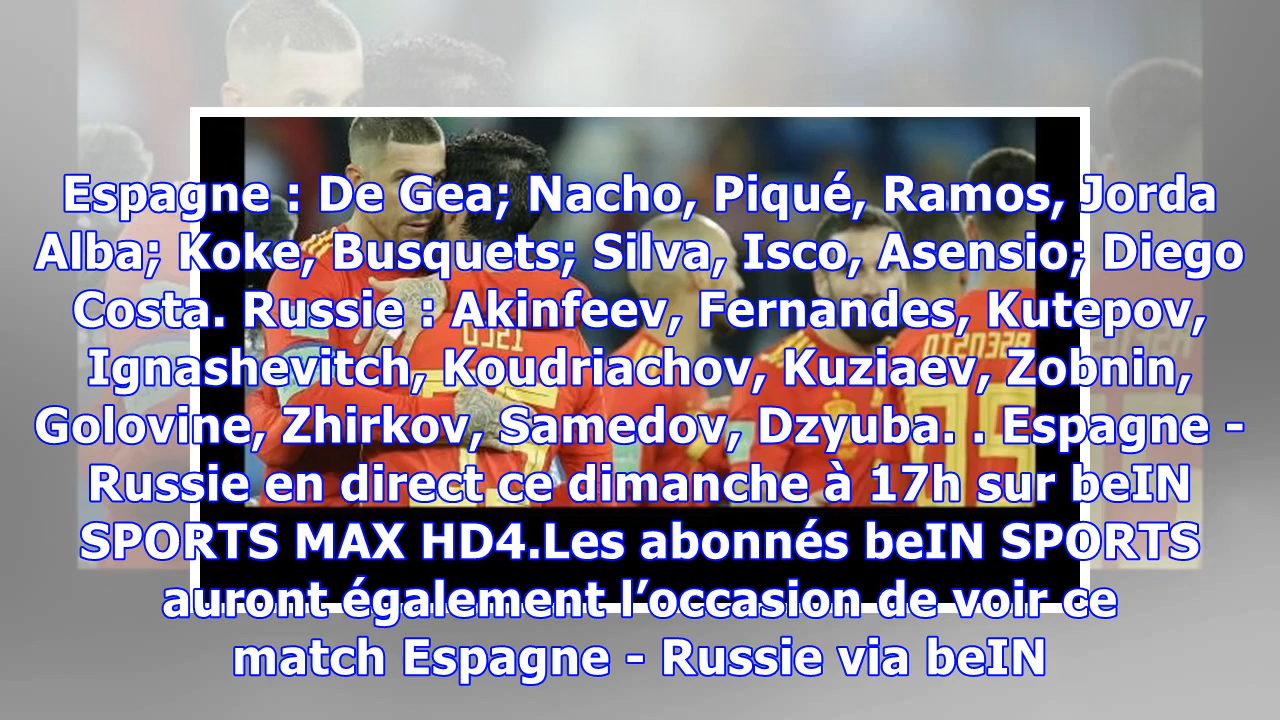 Espagne : De Gea; Nacho, Piqué, Ramos, Jorda
Alba; Koke, Busquets; Silva, Isco, Asensio; Diego
Costa. Russie : Akinfeev, Fernandes, Kutepov,
Ignashevitch, Koudriachov, Kuziaev, Zobnin,
Golovine, Zhirkov, Samedov, Dzyuba. . Espagne -
Russie en direct ce dimanche à 17h sur beIN
SPORTS MAX HD4.Les abonnés beIN SPORTS
auront également l’occasion de voir ce
match Espagne - Russie via beIN
ISCO
ASENSIO